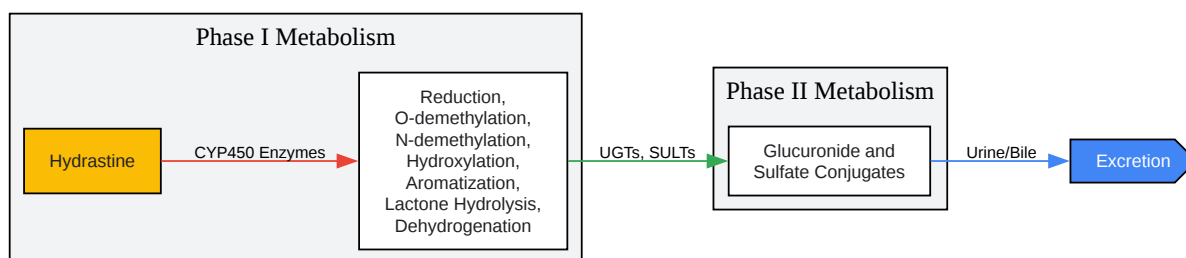 Phase I Metabolism
Hydrastine
CYP450 Enzymes
Reduction,
O-demethylation,
N-demethylation,
Hydroxylation,
Aromatization,
Lactone Hydrolysis,
Dehydrogenation
UGTs, SULTs
Phase II Metabolism
Glucuronide and
Sulfate Conjugates
Urine/Bile
Excretion